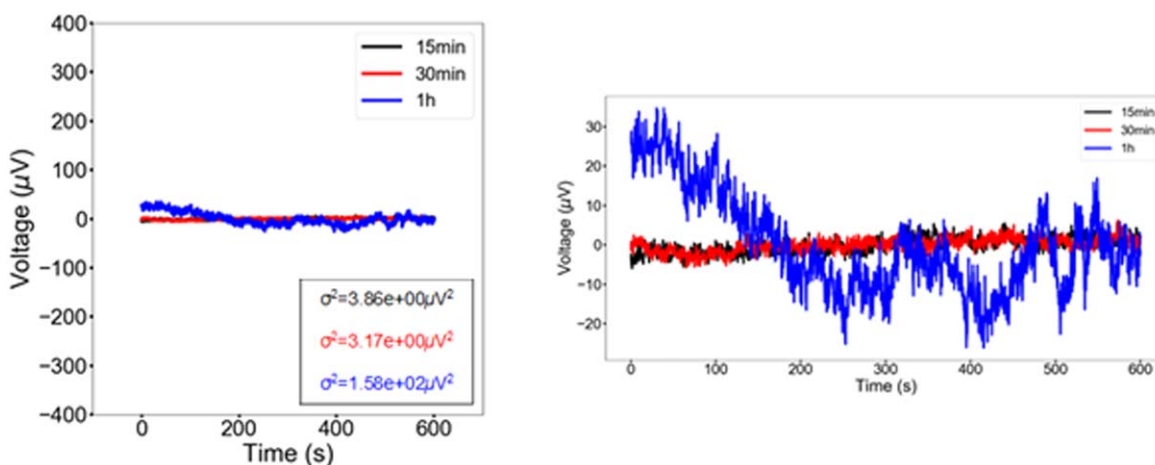 400
300
200
100
0
−100
−200
−300
−400
Voltage (µV)
0 200 400 600
Time (s)
15min
30min
1h
σ²=3.86e+00µV²
σ²=3.17e+00µV²
σ²=1.58e+02µV²
30
20
10
0
−10
−20
Voltage (µV)
0 100 200 300 400 500 600
Time (s)
15min
30min
1h